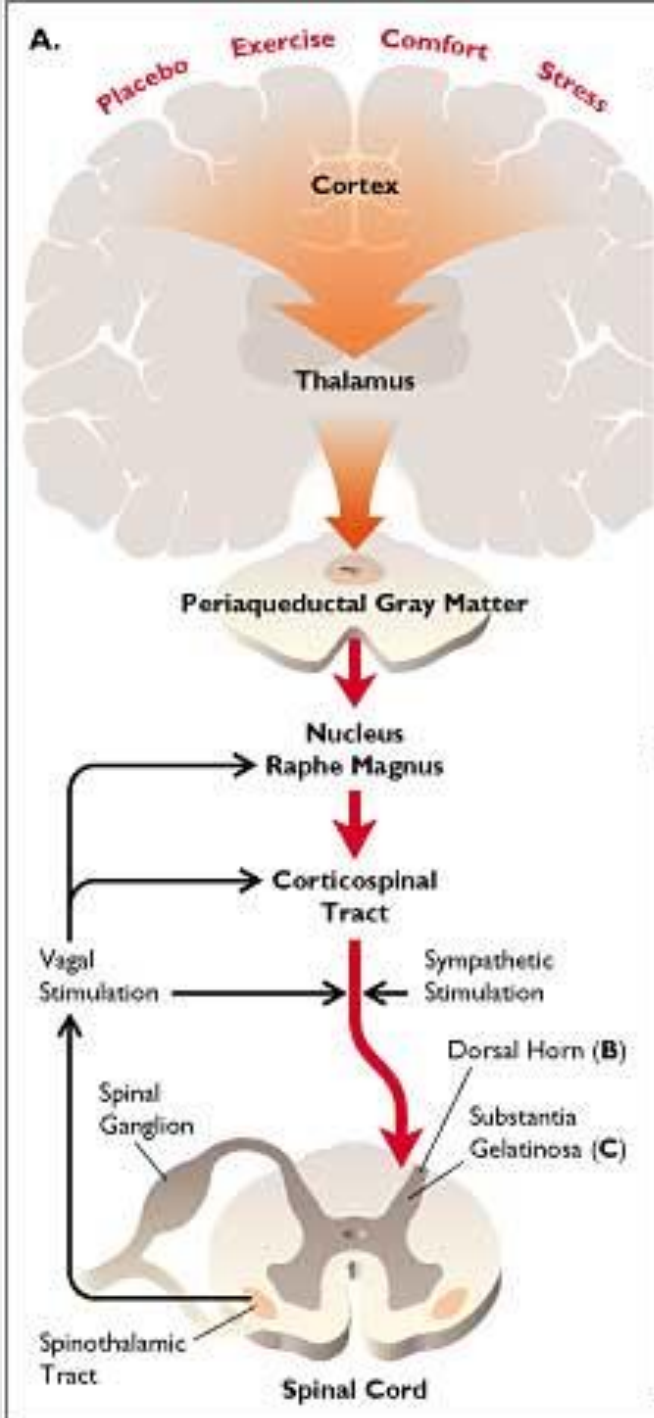 A.
Placebo
Exercise
Comfort
Stress
Cortex
Thalamus
Periaqueductal Gray Matter
Nucleus
Raphe Magnus
Corticospinal
Tract
Vagal
Stimulation
Sympathetic
Stimulation
Dorsal Horn (B)
Spinal
Ganglion
Substantia
Gelatinosa (C)
Spinothalamic
Tract
Spinal Cord